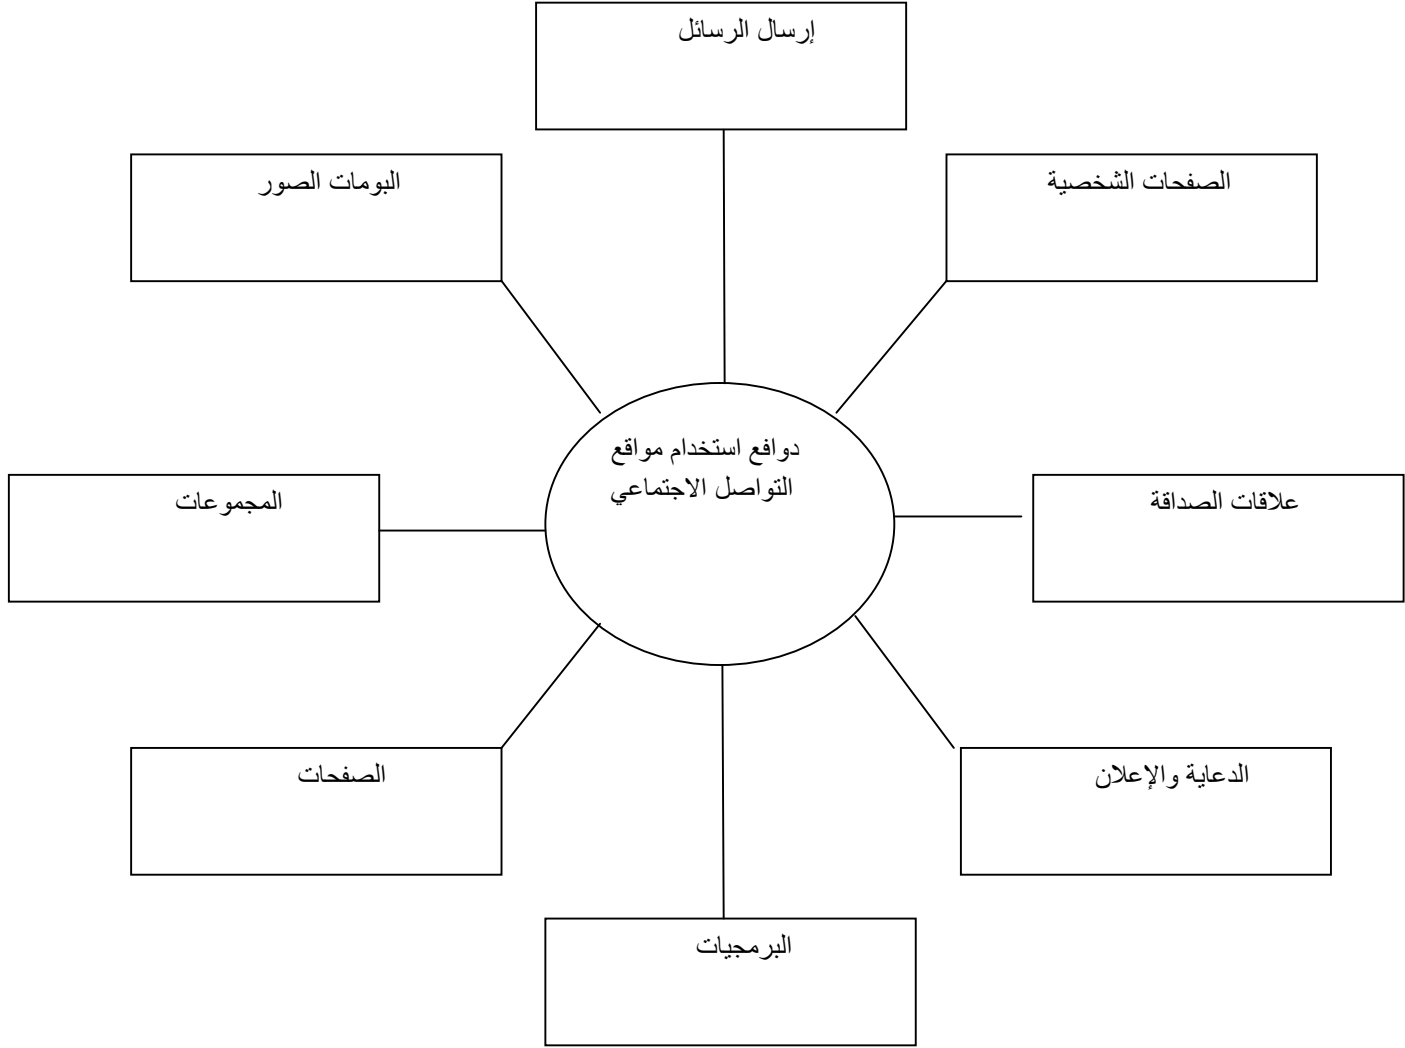 إرسال الرسائل
الصفحات الشخصية
البومات الصور
دوافع استخدام مواقع
التواصل الاجتماعي
علاقات الصداقة
المجموعات
الدعاية والإعلان
الصفحات
البرمجيات